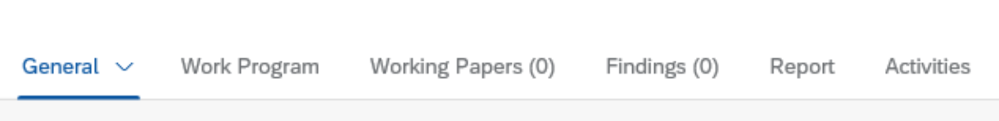 General Work Program Working Papers (0) Findings (0) Report Activities